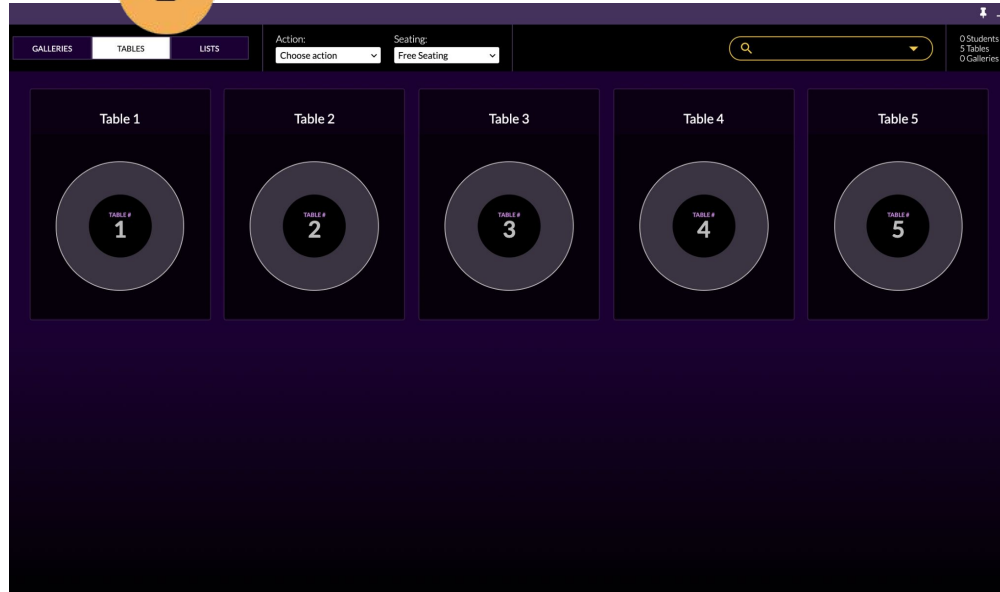 GALLERIES TABLES LISTS
Action:
Choose action
Seating:
Free Seating
0 Students
5 Tables
0 Galleries
Table 1
Table 2
Table 3
Table 4
Table 5
TABLE #
1
TABLE #
2
TABLE #
3
TABLE #
4
TABLE #
5